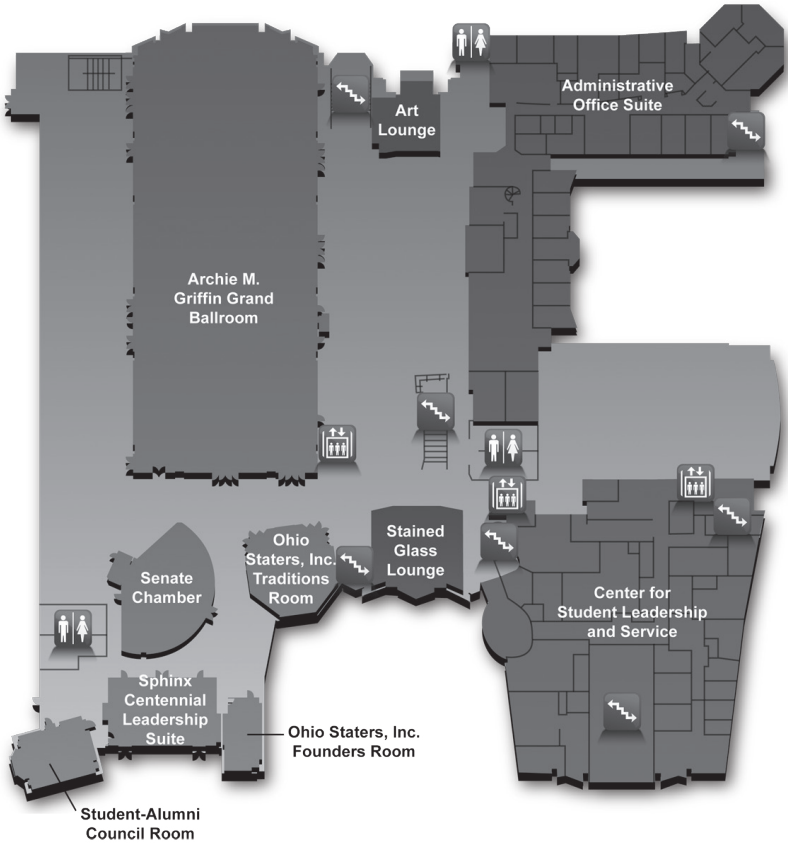 Administrative
Office Suite
Art
Lounge
Archie M.
Griffin Grand
Ballroom
Stained
Glass
Lounge
Ohio
Staters, Inc.
Traditions
Room
Senate
Chamber
Center for
Student Leadership
and Service
Sphinx
Centennial
Leadership
Suite
Ohio Staters, Inc.
Founders Room
Student-Alumni
Council Room